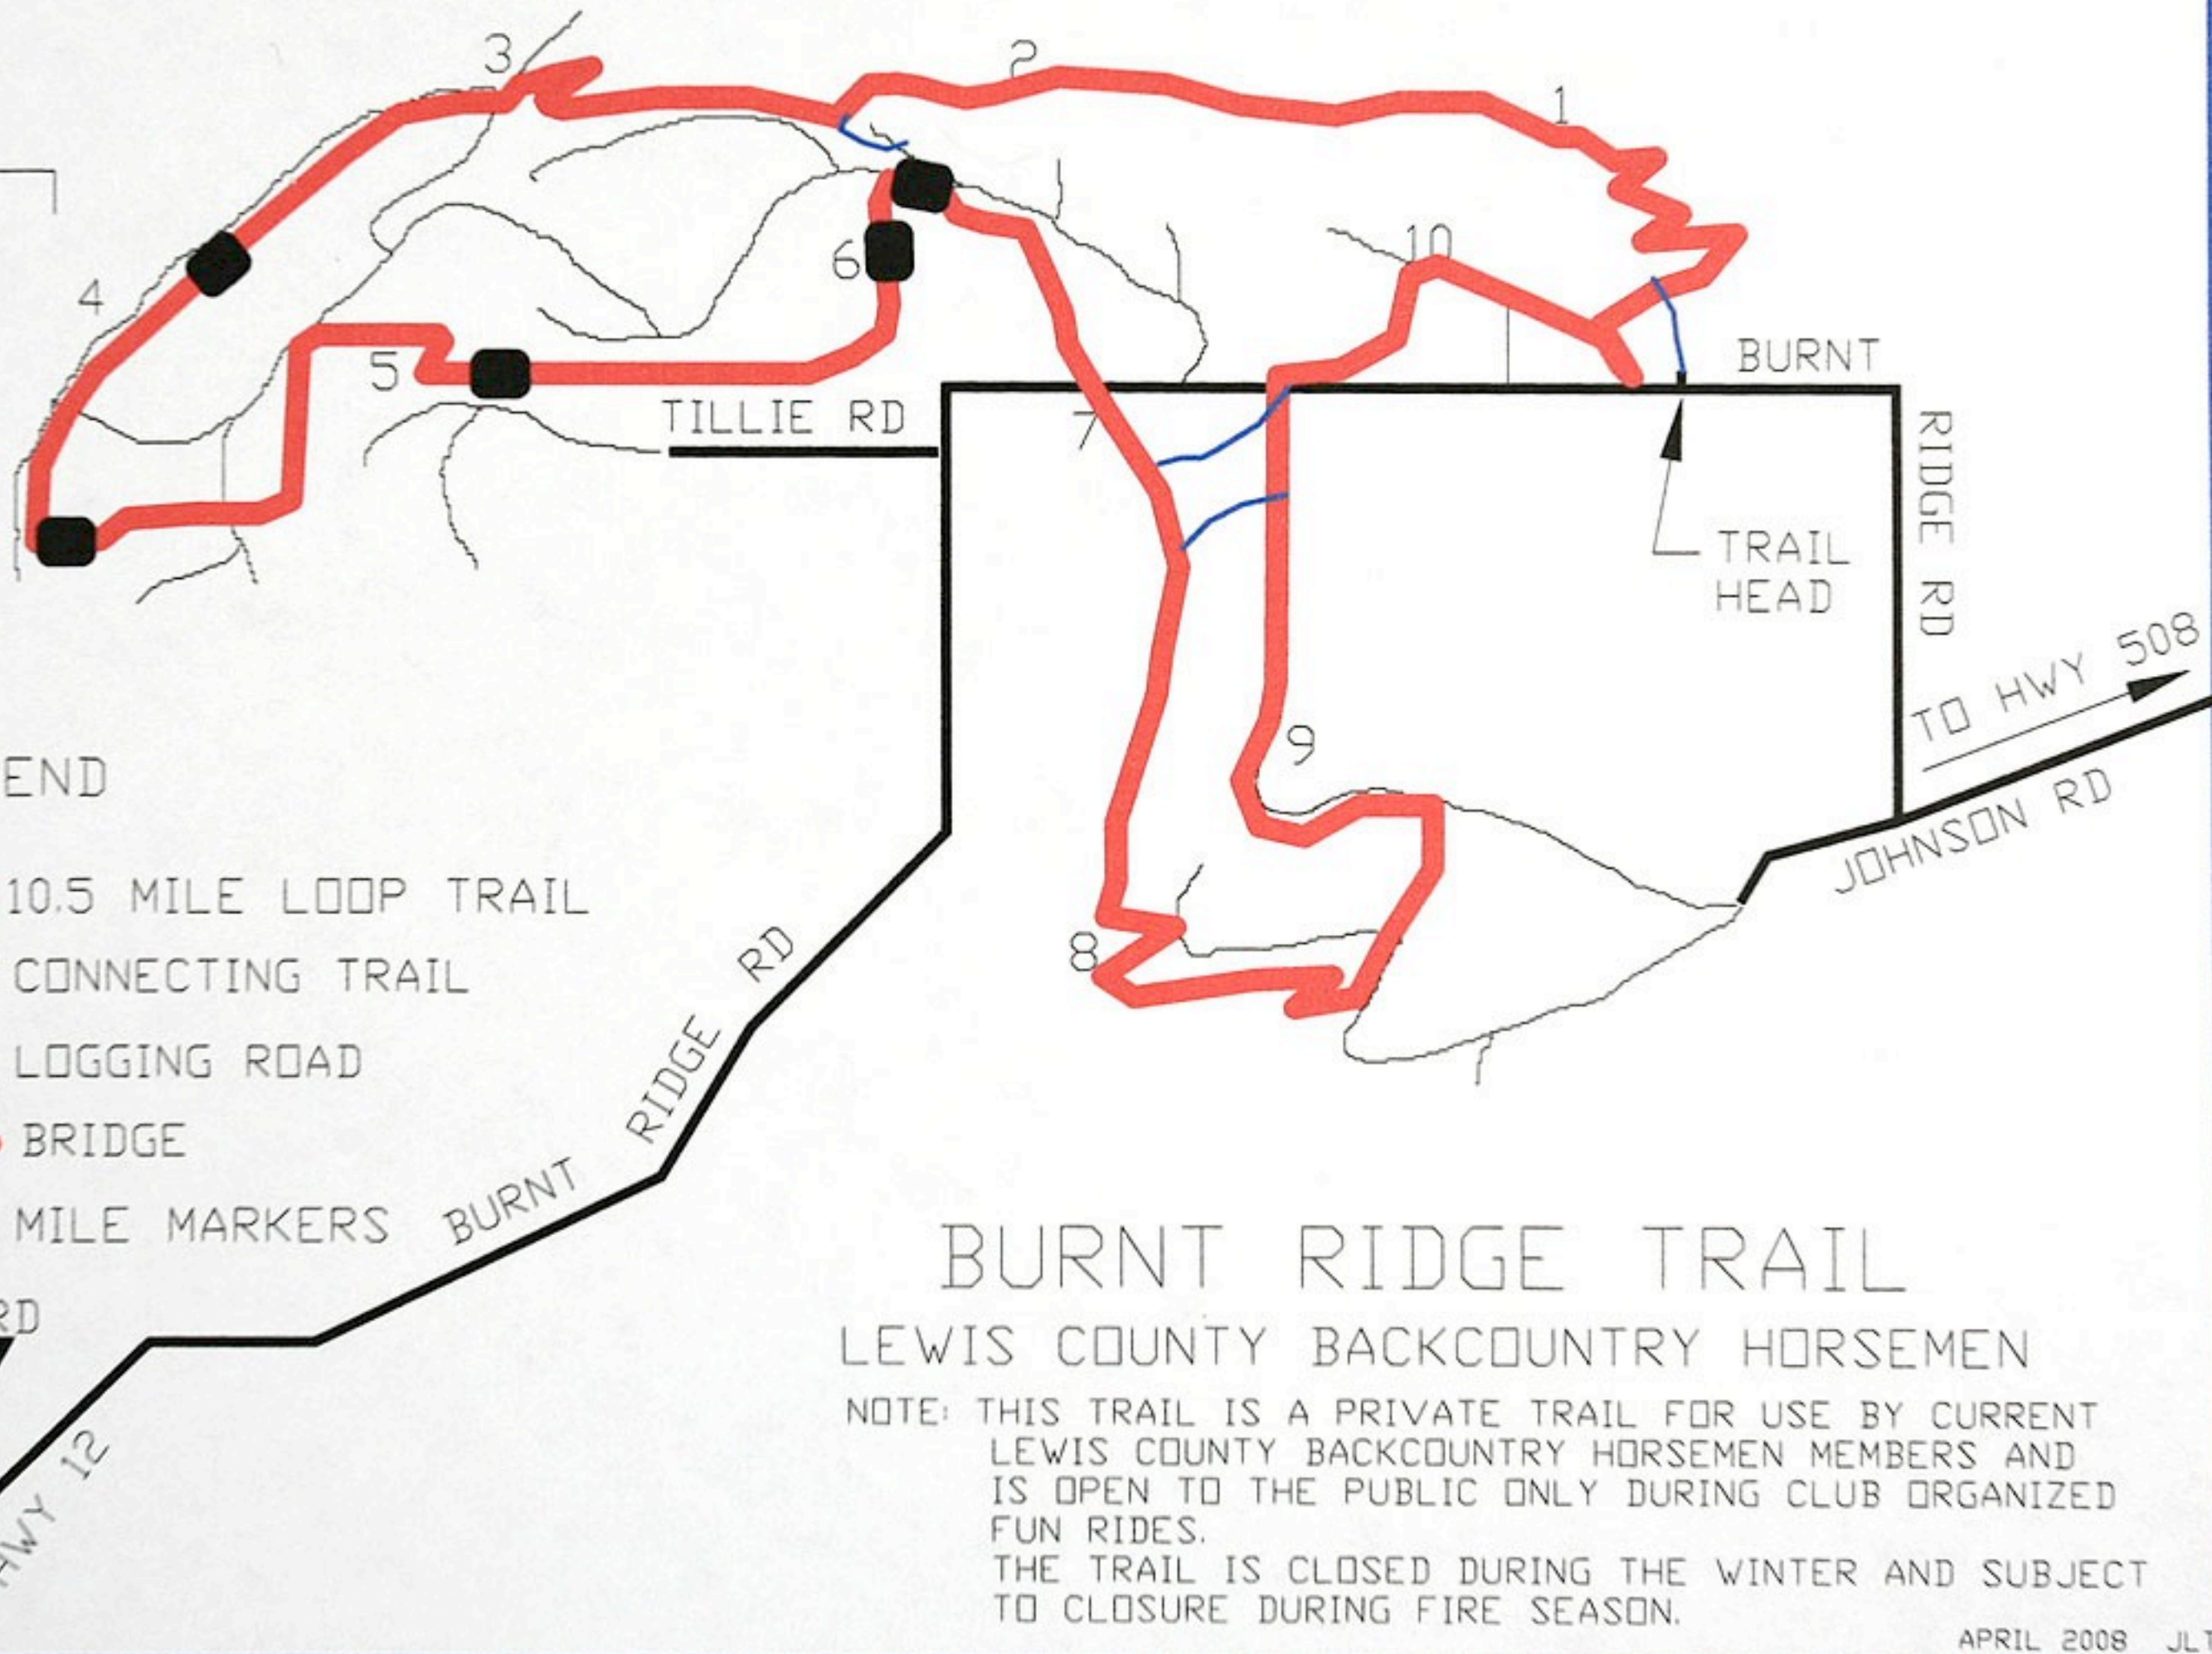 3
2
1
10
6
4
5
BURNT
TILLIE RD
7
RIDGE RD
TRAIL
HEAD
TO HWY 508
9
JOHNSON RD
END
10.5 MILE LOOP TRAIL
CONNECTING TRAIL
8
LOGGING ROAD
BRIDGE
MILE MARKERS
BURNT RIDGE RD
RD
HWY 12
BURNT RIDGE TRAIL
LEWIS COUNTY BACKCOUNTRY HORSEMEN
NOTE: THIS TRAIL IS A PRIVATE TRAIL FOR USE BY CURRENT
LEWIS COUNTY BACKCOUNTRY HORSEMEN MEMBERS AND
IS OPEN TO THE PUBLIC ONLY DURING CLUB ORGANIZED
FUN RIDES.
THE TRAIL IS CLOSED DURING THE WINTER AND SUBJECT
TO CLOSURE DURING FIRE SEASON.
APRIL 2008 JLT